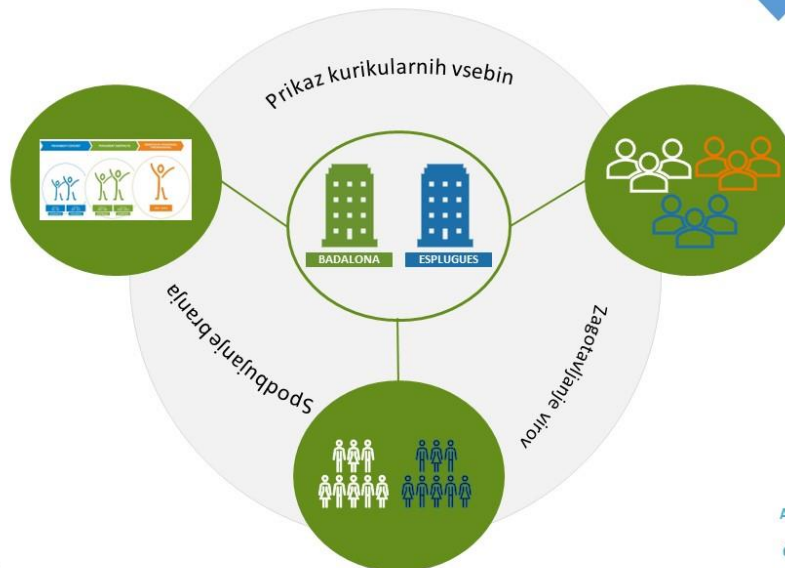 Prikaz kurikularnih vsebin
BADALONA
ESPLUGUES
Spodbujanje branja
Zagotavljanje virov